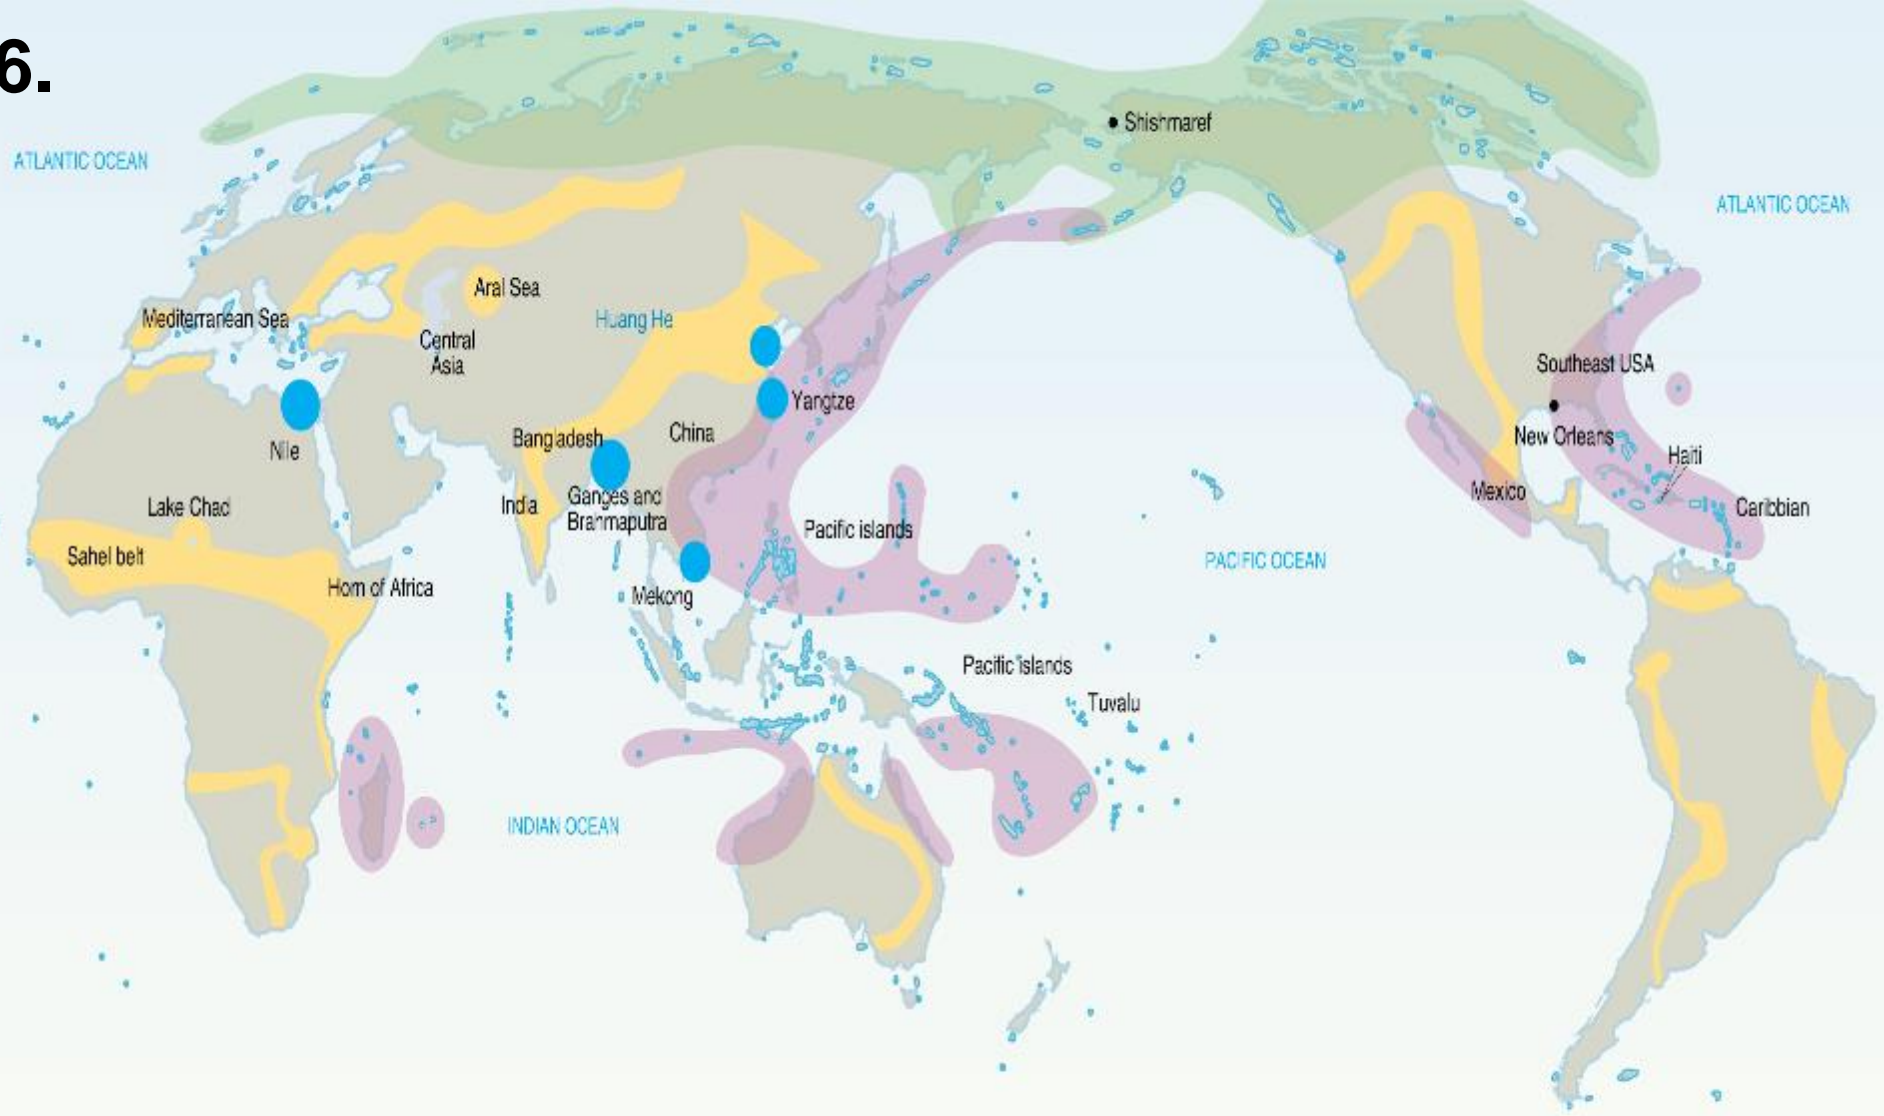 6.
Shishmaref
ATLANTIC OCEAN
ATLANTIC OCEAN
Aral Sea
Mediterranean Sea
Huang He
Central
Asia
Southeast USA
Yangtze
Bangladesh
China
New Orleans
Nile
Haiti
Mexico
Lake Chad
India
Ganges and
Brahmaputra
Caribbian
Pacific islands
Sahel belt
PACIFIC OCEAN
Horn of Africa
Mekong
Pacific islands
Tuvalu
INDIAN OCEAN